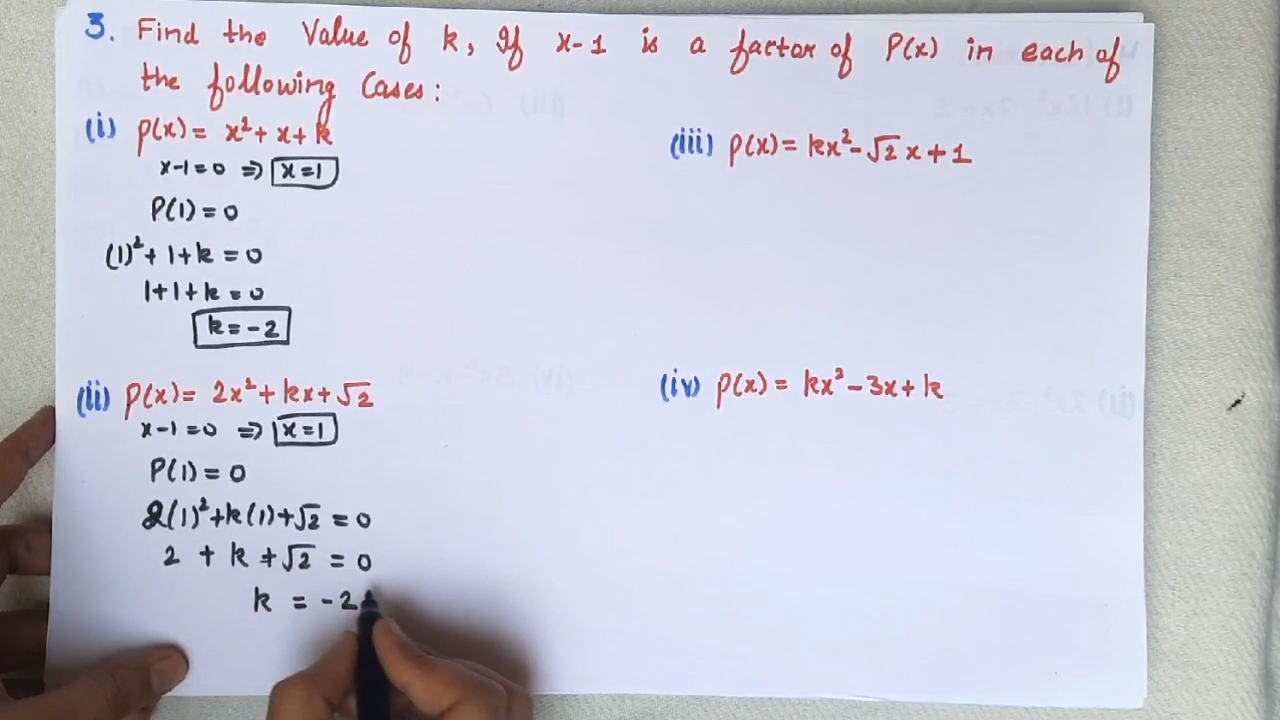 3. Find the Value of k, If x-1 is a factor of P(x) in each of
the following Cases:
(i) p(x) = x² + x + k
x-1=0 ⇒ x=1
P(1) = 0
(1)² + 1 + k = 0
1+1+k = 0
k = -2
(ii) P(x) = 2x² + kx + √2
x-1=0 ⇒ x=1
P(1) = 0
2(1)² + k(1) + √2 = 0
2 + k + √2 = 0
k = -2
(iii) P(x) = kx² - √2 x + 1
(iv) P(x) = kx² - 3x + k